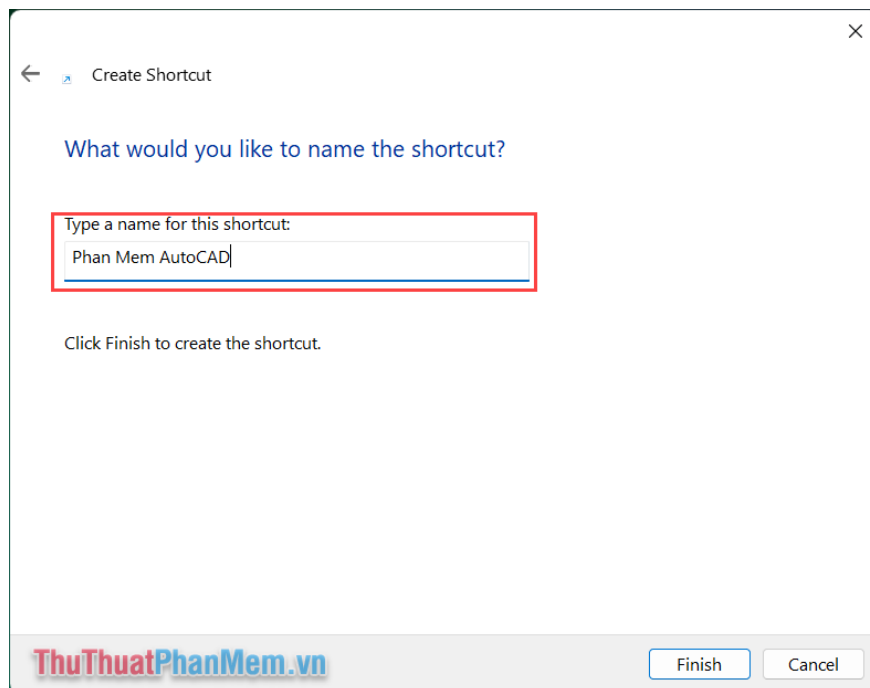 Create Shortcut
What would you like to name the shortcut?
Type a name for this shortcut:
Phan Mem AutoCAD
Click Finish to create the shortcut.
ThuThuatPhanMem.vn
Finish
Cancel